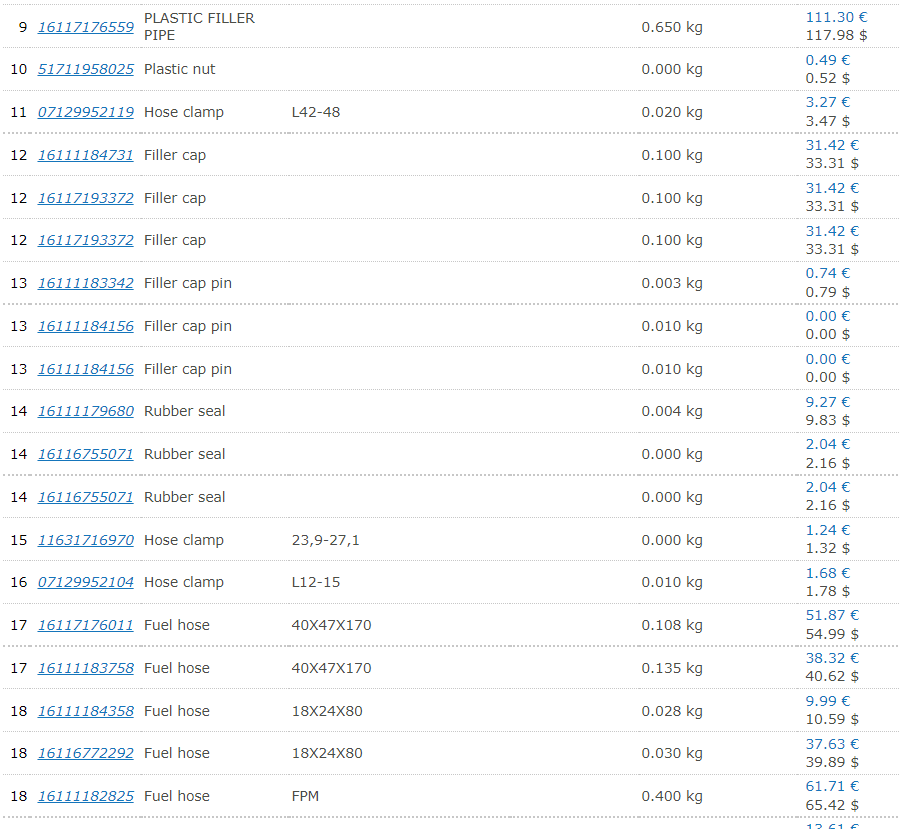 9 16117176559 PLASTIC FILLER PIPE 0.650 kg 111.30 € 117.98 $
10 51711958025 Plastic nut 0.000 kg 0.49 € 0.52 $
11 07129952119 Hose clamp L42-48 0.020 kg 3.27 € 3.47 $
12 16111184731 Filler cap 0.100 kg 31.42 € 33.31 $
12 16117193372 Filler cap 0.100 kg 31.42 € 33.31 $
12 16117193372 Filler cap 0.100 kg 31.42 € 33.31 $
13 16111183342 Filler cap pin 0.003 kg 0.74 € 0.79 $
13 16111184156 Filler cap pin 0.010 kg 0.00 € 0.00 $
13 16111184156 Filler cap pin 0.010 kg 0.00 € 0.00 $
14 16111179680 Rubber seal 0.004 kg 9.27 € 9.83 $
14 16116755071 Rubber seal 0.000 kg 2.04 € 2.16 $
14 16116755071 Rubber seal 0.000 kg 2.04 € 2.16 $
15 11631716970 Hose clamp 23,9-27,1 0.000 kg 1.24 € 1.32 $
16 07129952104 Hose clamp L12-15 0.010 kg 1.68 € 1.78 $
17 16117176011 Fuel hose 40X47X170 0.108 kg 51.87 € 54.99 $
17 16111183758 Fuel hose 40X47X170 0.135 kg 38.32 € 40.62 $
18 16111184358 Fuel hose 18X24X80 0.028 kg 9.99 € 10.59 $
18 16116772292 Fuel hose 18X24X80 0.030 kg 37.63 € 39.89 $
18 16111182825 Fuel hose FPM 0.400 kg 61.71 € 65.42 $